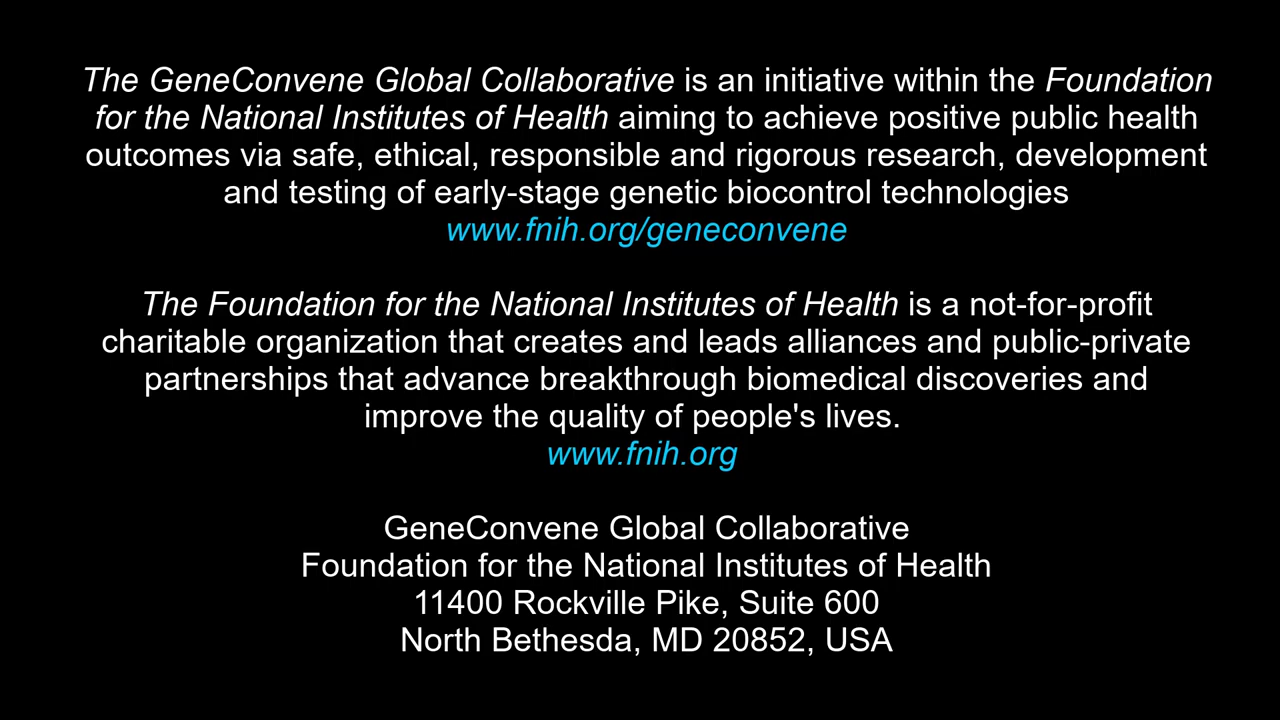 The GeneConvene Global Collaborative is an initiative within the Foundation
for the National Institutes of Health aiming to achieve positive public health
outcomes via safe, ethical, responsible and rigorous research, development
and testing of early-stage genetic biocontrol technologies
www.fnih.org/geneconvene
The Foundation for the National Institutes of Health is a not-for-profit
charitable organization that creates and leads alliances and public-private
partnerships that advance breakthrough biomedical discoveries and
improve the quality of people's lives.
www.fnih.org
GeneConvene Global Collaborative
Foundation for the National Institutes of Health
11400 Rockville Pike, Suite 600
North Bethesda, MD 20852, USA